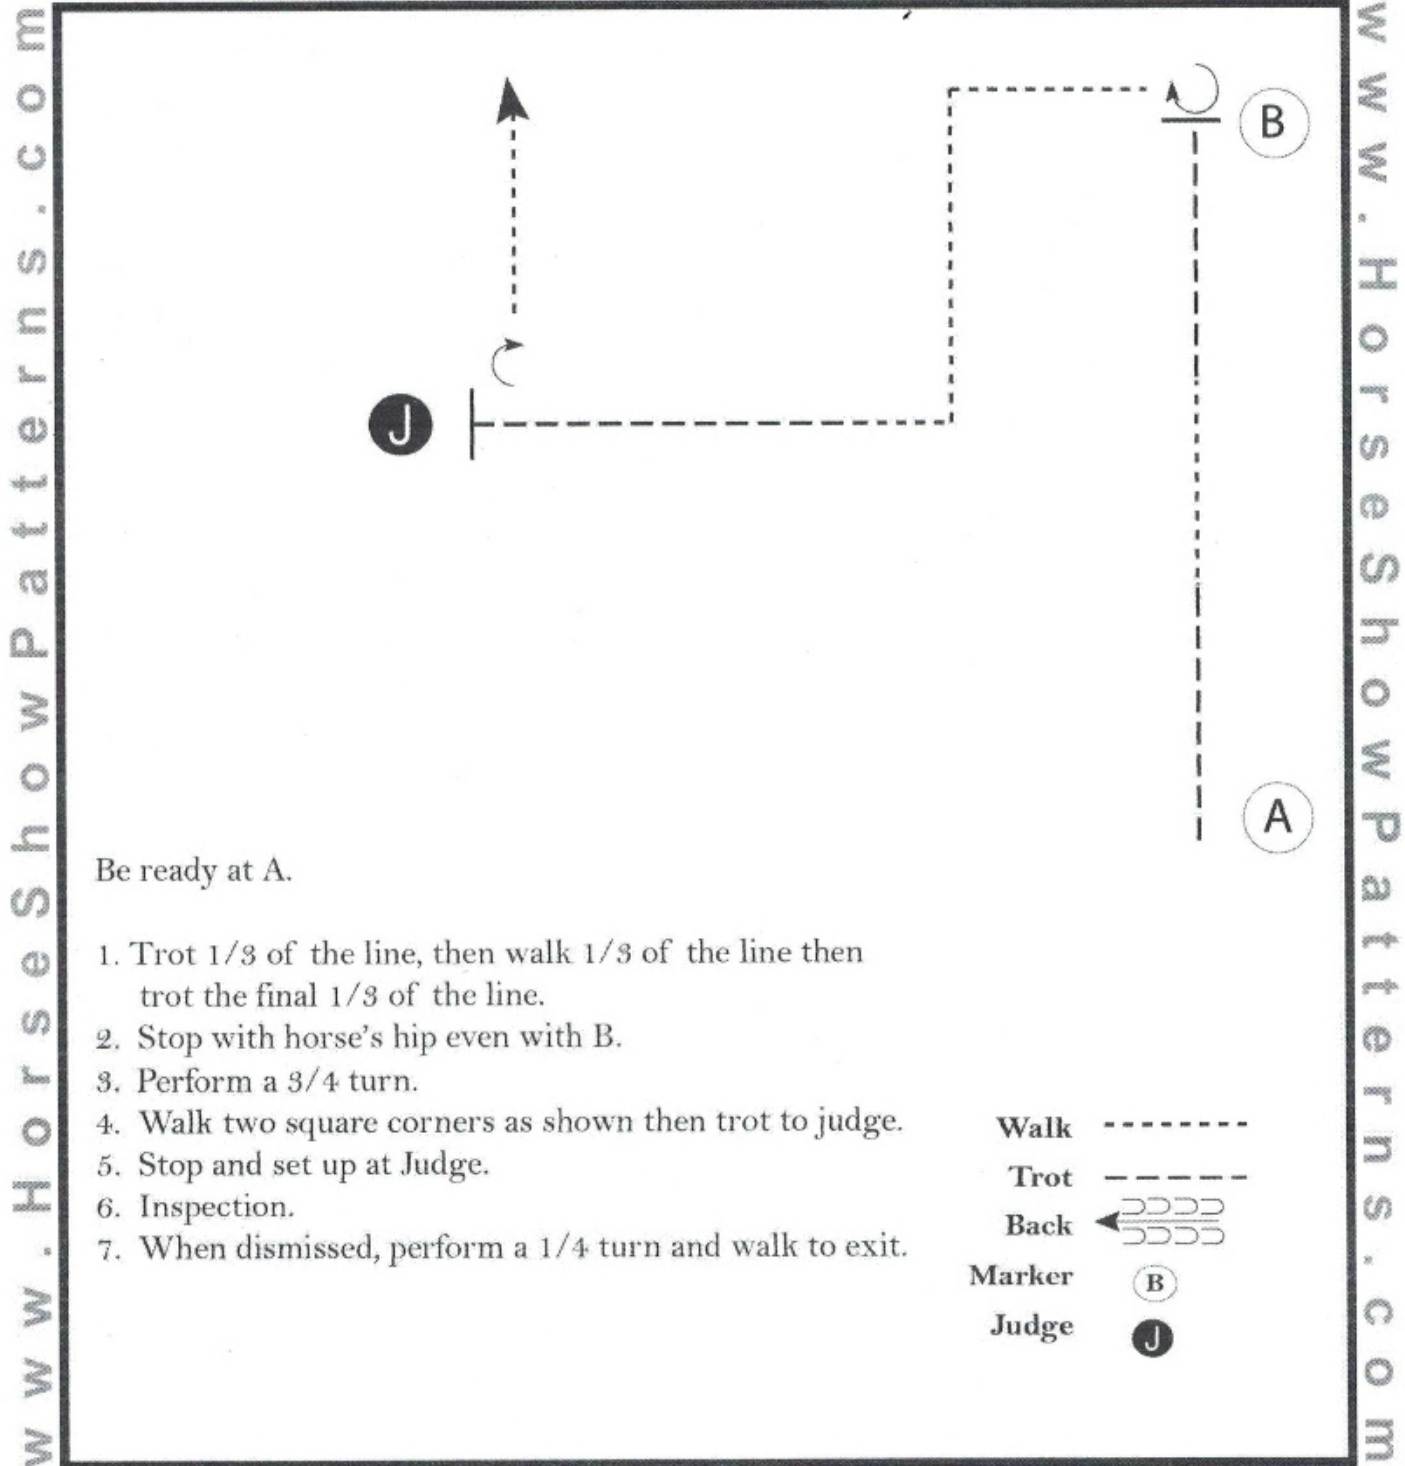 www.HorseShowPatterns.com
www.HorseShowPatterns.com
B
J
A
Be ready at A.
1. Trot 1/3 of the line, then walk 1/3 of the line then
trot the final 1/3 of the line.
2. Stop with horse's hip even with B.
3. Perform a 3/4 turn.
4. Walk two square corners as shown then trot to judge.
5. Stop and set up at Judge.
6. Inspection.
7. When dismissed, perform a 1/4 turn and walk to exit.
Walk
Trot
Back
Marker B
Judge J